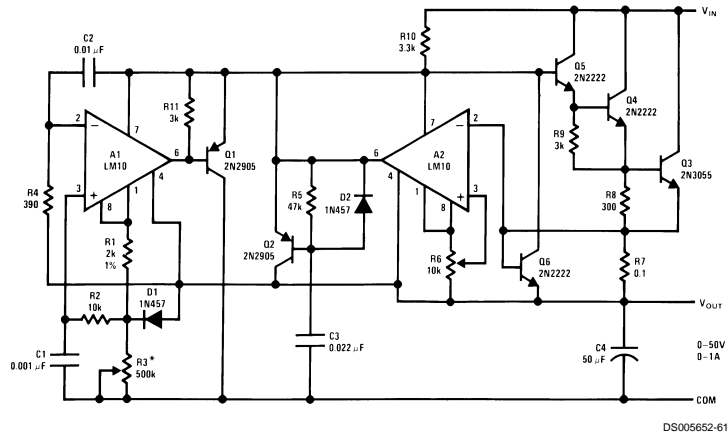 VIN
R10
3.3k
C2
0.01 μF
Q5
2N2222
Q4
2N2222
R11
3k
R9
3k
2
7
A1
LM10
6
3
8
1
4
Q1
2N2905
R4
390
R5
47k
D2
1N457
6
7
A2
LM10
2
4
1
8
3
Q3
2N3055
R8
300
R1
2k
1%
Q2
2N2905
R6
10k
Q6
2N2222
R7
0.1
R2
10k
D1
1N457
VOUT
C1
0.001 μF
R3*
500k
C3
0.022 μF
C4
50 μF
0–50V
0–1A
COM
DS005652-61